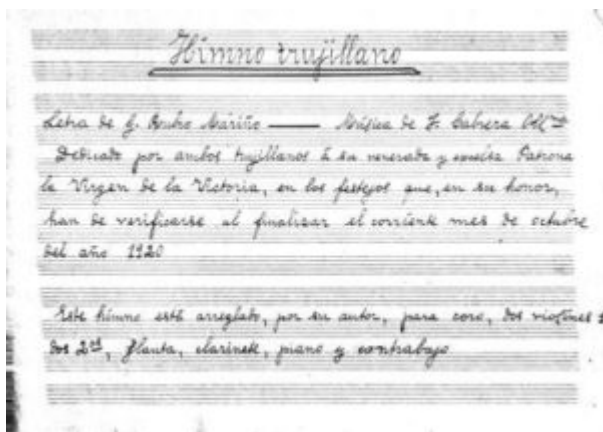 Himno trujillano
Letra de G. Rubio Mariño — Música de F. Cabrera
Dedicado por ambos trujillanos á su venerada y excelsa Patrona
la Virgen de la Victoria, en los festejos que, en su honor,
han de verificarse al finalizar el corriente mes de octubre
del año 1920
Este himno está arreglado, por su autor, para coro, dos violines 1
dos 2os, flauta, clarinete, piano y contrabajo